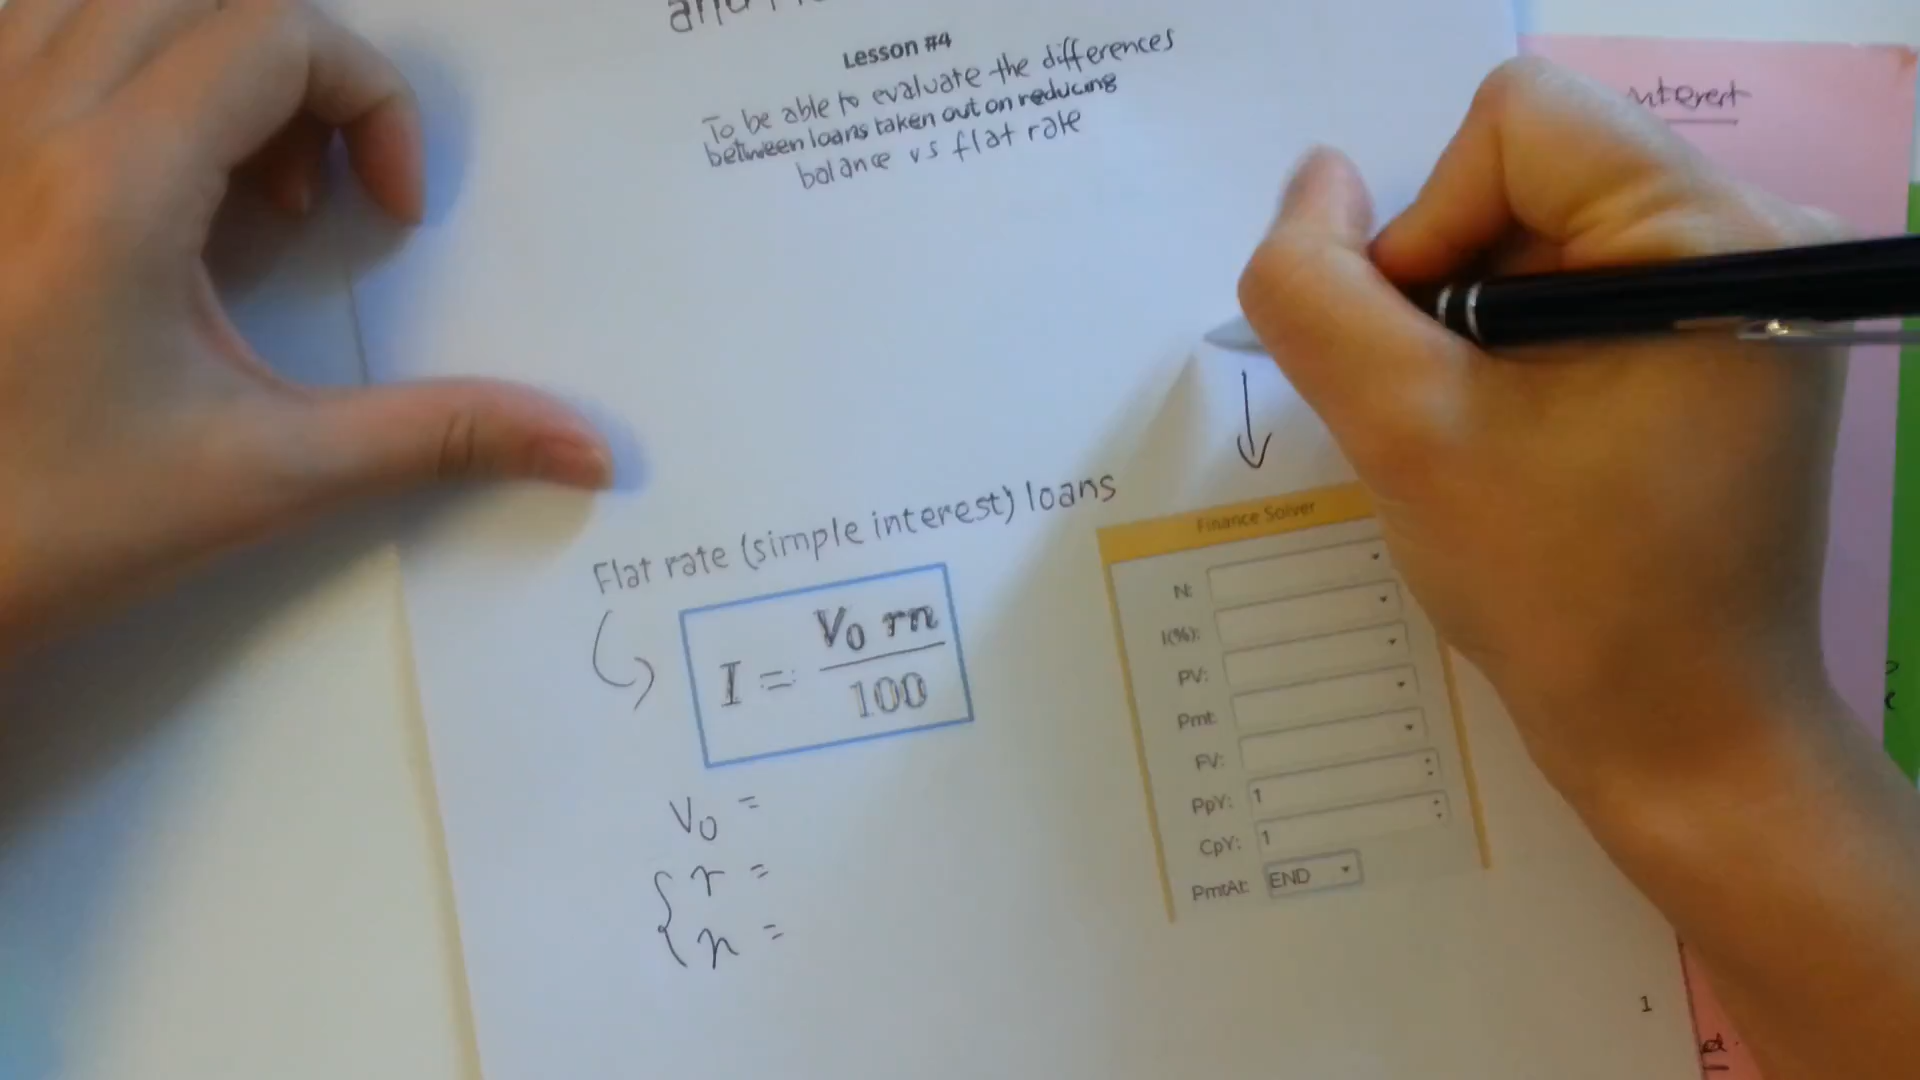 and
Lesson #4
To be able to evaluate the differences
between loans taken out on reducing
balance vs flat rate
nterest
Flat rate (simple interest) loans
I = V₀ rn / 100
V₀ =
r =
n =
Finance Solver
N:
I(%):
PV:
Pmt:
FV:
PpY: 1
CpY: 1
PmtAt: END
1